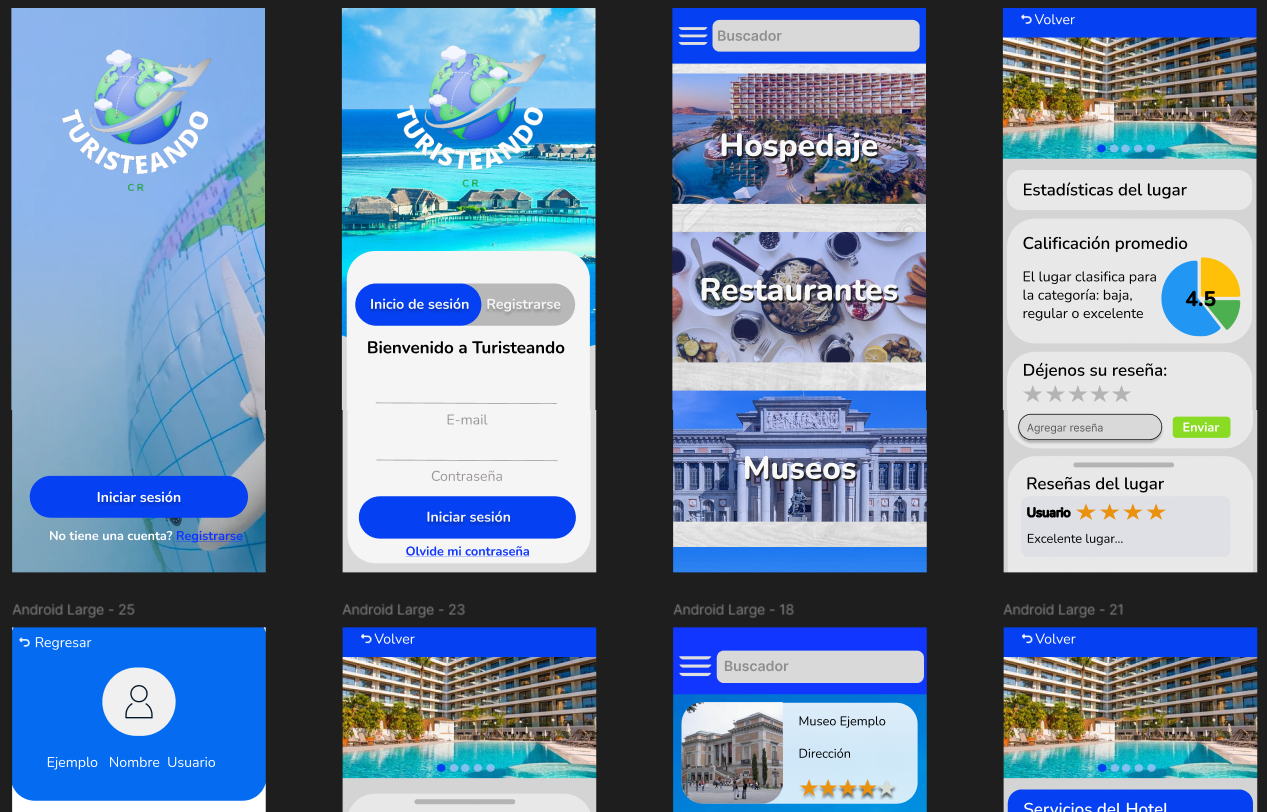 TURISTEANDO
CR
Iniciar sesión
No tiene una cuenta? Registrarse
TURISTEANDO
CR
Inicio de sesión
Registrarse
Bienvenido a Turisteando
E-mail
Contraseña
Iniciar sesión
Olvide mi contraseña
Buscador
Hospedaje
Restaurantes
Museos
Volver
Estadísticas del lugar
Calificación promedio
El lugar clasifica para
la categoría: baja,
regular o excelente
4.5
Déjenos su reseña:
Agregar reseña
Enviar
Reseñas del lugar
Usuario
Excelente lugar...
Android Large - 25
Regresar
Ejemplo Nombre Usuario
Android Large - 23
Volver
Android Large - 18
Buscador
Museo Ejemplo
Dirección
Android Large - 21
Volver
Servicios del Hotel